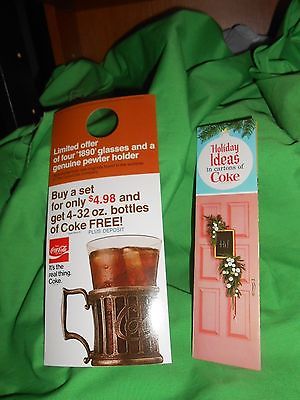 Limited offer
of four "1890" glasses and a
genuine pewter holder
Buy a set
for only $4.98 and
get 4-32 oz. bottles
of Coke FREE!
PLUS DEPOSIT
Coca-Cola
It's the
real thing.
Coke.
Holiday
Ideas
in cartons of
Coke